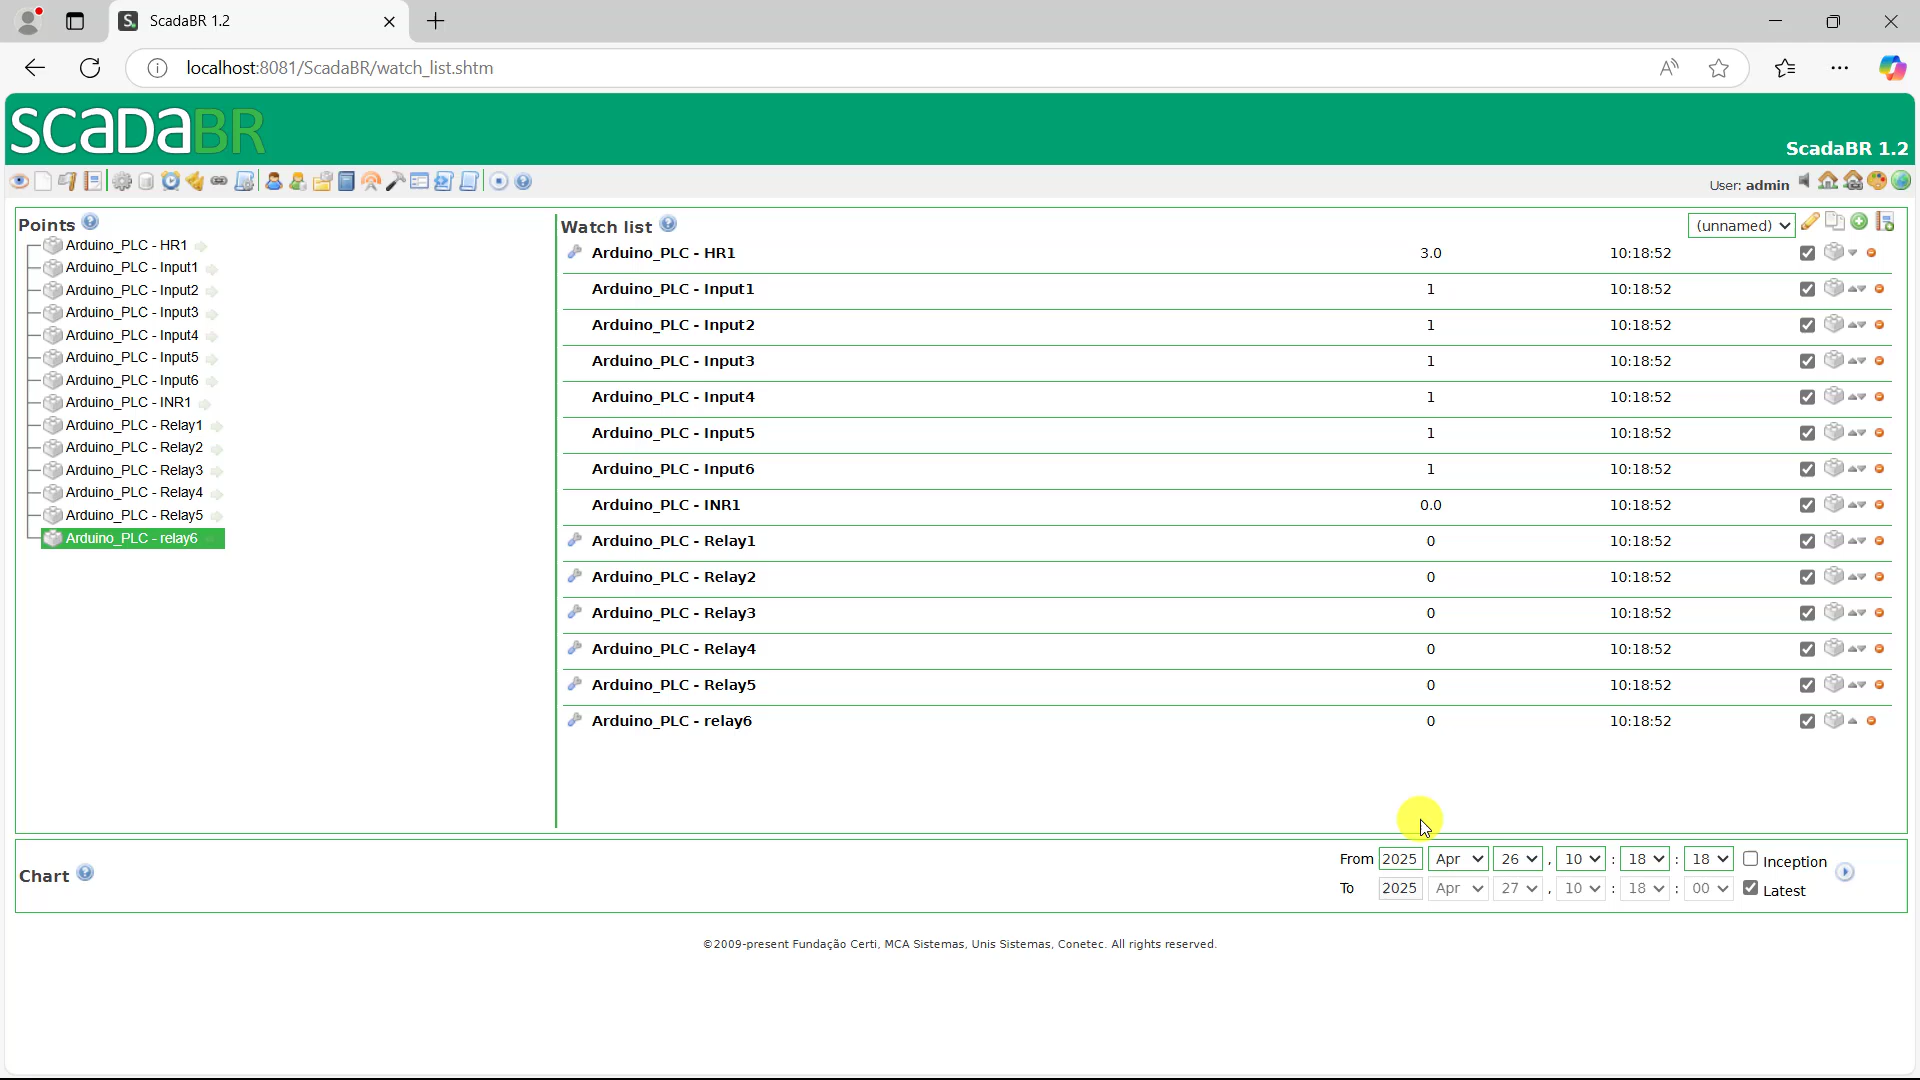 ScadaBR 1.2
localhost:8081/ScadaBR/watch_list.shtm
ScadaBR
ScadaBR 1.2
User: admin
Points
Arduino_PLC - HR1
Arduino_PLC - Input1
Arduino_PLC - Input2
Arduino_PLC - Input3
Arduino_PLC - Input4
Arduino_PLC - Input5
Arduino_PLC - Input6
Arduino_PLC - INR1
Arduino_PLC - Relay1
Arduino_PLC - Relay2
Arduino_PLC - Relay3
Arduino_PLC - Relay4
Arduino_PLC - Relay5
Arduino_PLC - relay6
Watch list (unnamed)
Arduino_PLC - HR1 3.0 10:18:52
Arduino_PLC - Input1 1 10:18:52
Arduino_PLC - Input2 1 10:18:52
Arduino_PLC - Input3 1 10:18:52
Arduino_PLC - Input4 1 10:18:52
Arduino_PLC - Input5 1 10:18:52
Arduino_PLC - Input6 1 10:18:52
Arduino_PLC - INR1 0.0 10:18:52
Arduino_PLC - Relay1 0 10:18:52
Arduino_PLC - Relay2 0 10:18:52
Arduino_PLC - Relay3 0 10:18:52
Arduino_PLC - Relay4 0 10:18:52
Arduino_PLC - Relay5 0 10:18:52
Arduino_PLC - relay6 0 10:18:52
Chart
From 2025 Apr 26 , 10 : 18 : 18 Inception
To 2025 Apr 27 , 10 : 18 : 00 Latest
©2009-present Fundação Certi, MCA Sistemas, Unis Sistemas, Conetec. All rights reserved.